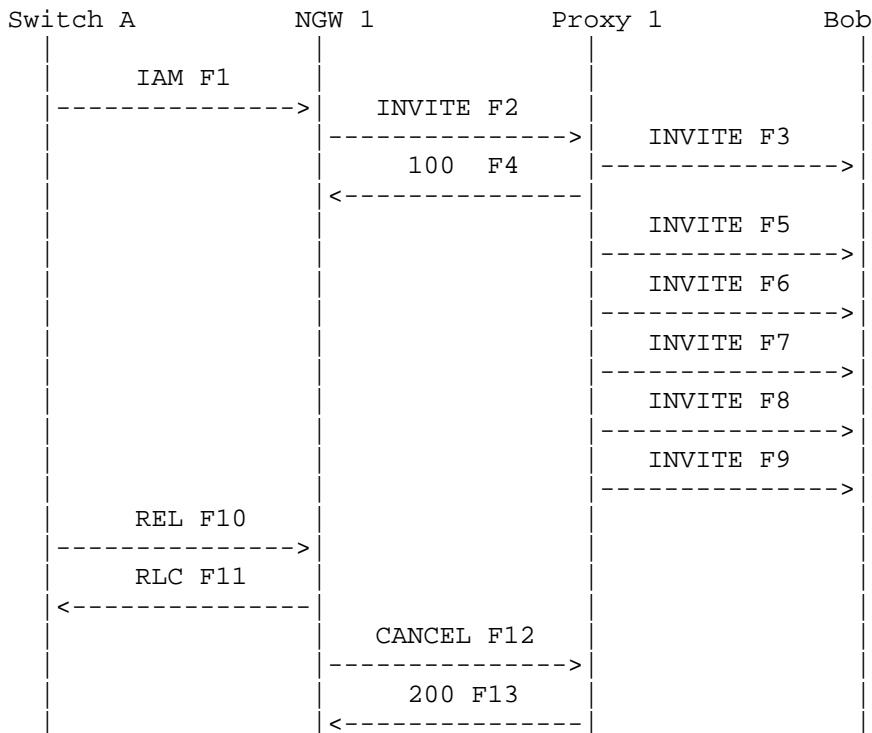 Switch A NGW 1 Proxy 1 Bob
IAM F1
INVITE F2
INVITE F3
100 F4
INVITE F5
INVITE F6
INVITE F7
INVITE F8
INVITE F9
REL F10
RLC F11
CANCEL F12
200 F13